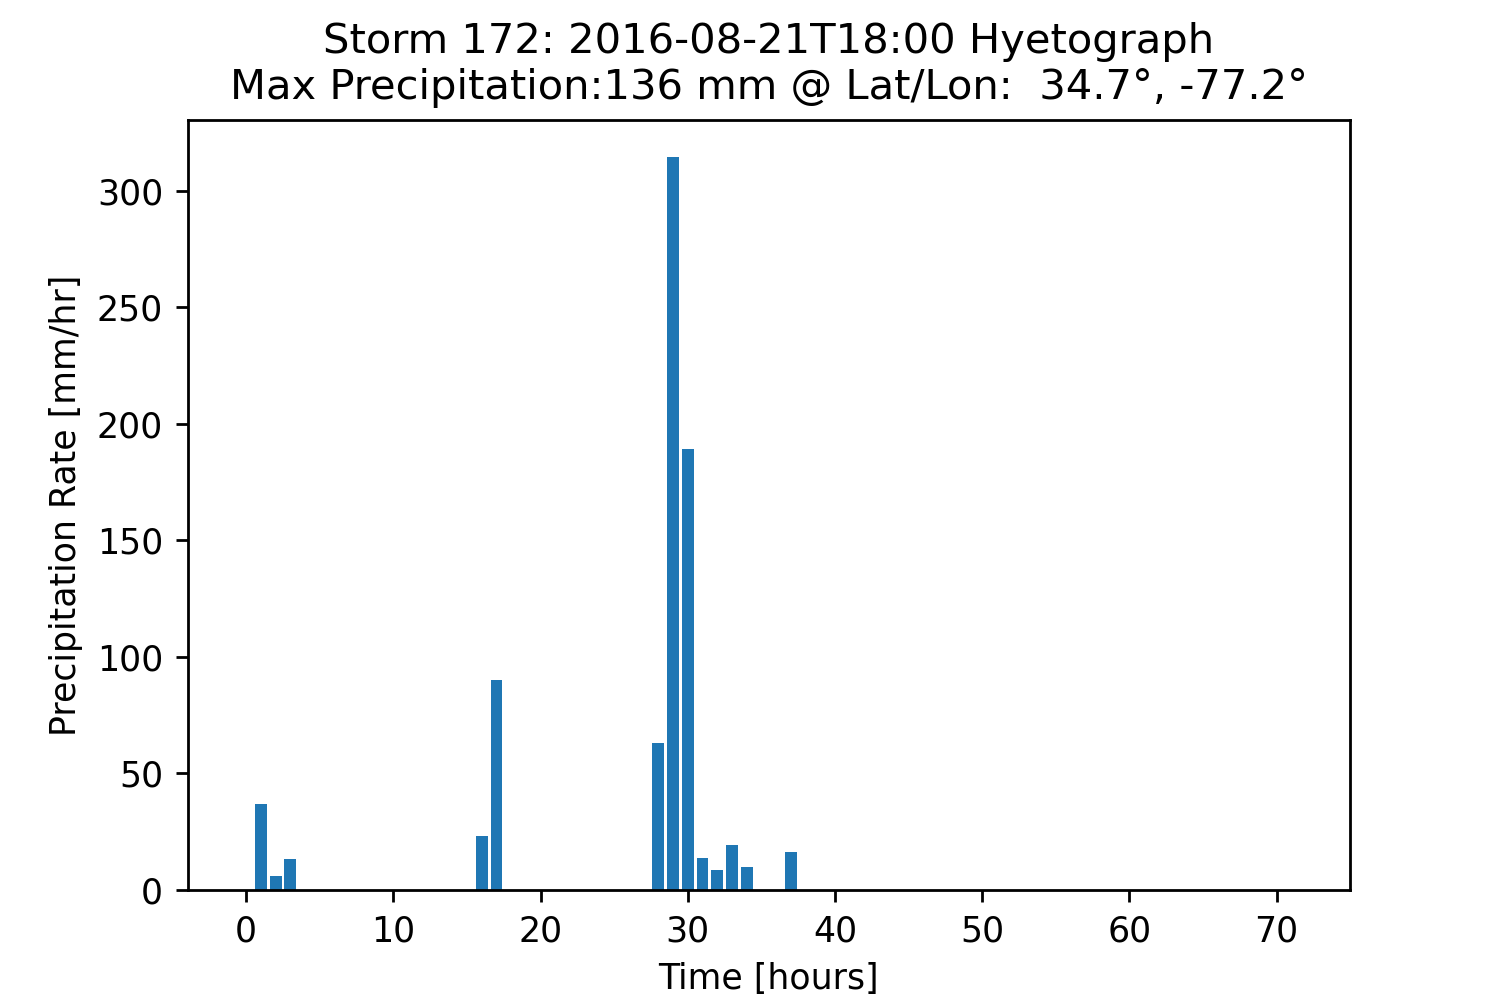 Storm 172: 2016-08-21T18:00 Hyetograph
Max Precipitation:136 mm @ Lat/Lon:  34.7°, -77.2°
300
250
200
150
100
50
0
Precipitation Rate [mm/hr]
0 10 20 30 40 50 60 70
Time [hours]